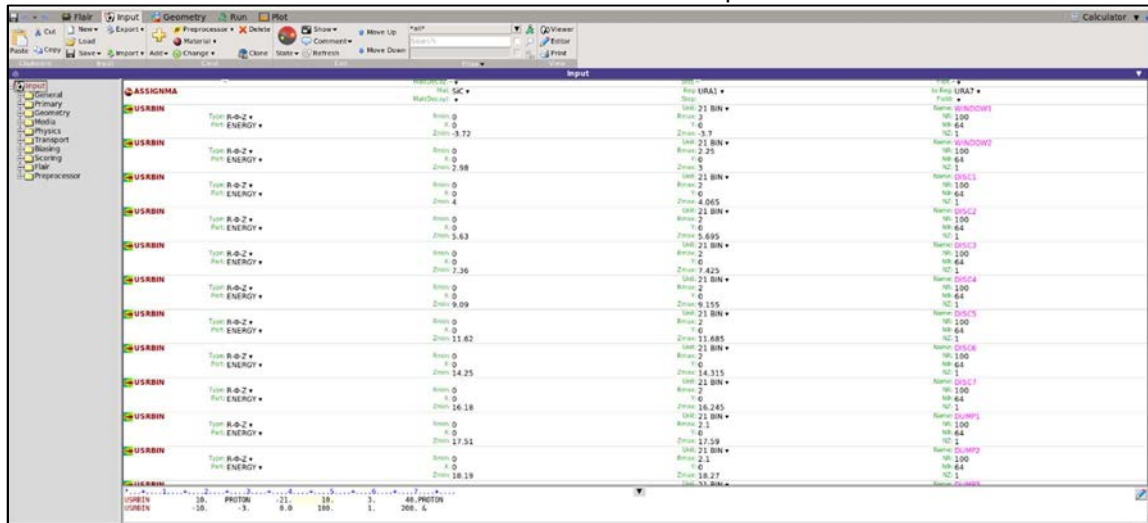 Flair Input Geometry Run Plot Calculator
Cut New Export Preprocessor Delete Show Move Up *all* Viewer
Load Material Comment Search Editor
Paste Copy Save Import Add Change Clone State Refresh Move Down Print
Input
Input
General
Primary
Geometry
Media
Physics
Transport
Biasing
Scoring
Flair
Preprocessor
ASSIGNMA Mat: SiC Reg: URA1 to Reg: URA7
Mat(Decay): Step: Field:
USRBIN Unit: 21 BIN Name: WINDOW1
Type: R-Φ-Z Rmin: 0 Rmax: 3 NR: 100
Part: ENERGY X: 0 Y: 0 NΦ: 64
Zmin: -3.72 Zmax: -3.7 NZ: 1
USRBIN Unit: 21 BIN Name: WINDOW2
Type: R-Φ-Z Rmin: 0 Rmax: 2.25 NR: 100
Part: ENERGY X: 0 Y: 0 NΦ: 64
Zmin: 2.98 Zmax: 3 NZ: 1
USRBIN Unit: 21 BIN Name: DISC1
Type: R-Φ-Z Rmin: 0 Rmax: 2 NR: 100
Part: ENERGY X: 0 Y: 0 NΦ: 64
Zmin: 4 Zmax: 4.065 NZ: 1
USRBIN Unit: 21 BIN Name: DISC2
Type: R-Φ-Z Rmin: 0 Rmax: 2 NR: 100
Part: ENERGY X: 0 Y: 0 NΦ: 64
Zmin: 5.63 Zmax: 5.695 NZ: 1
USRBIN Unit: 21 BIN Name: DISC3
Type: R-Φ-Z Rmin: 0 Rmax: 2 NR: 100
Part: ENERGY X: 0 Y: 0 NΦ: 64
Zmin: 7.36 Zmax: 7.425 NZ: 1
USRBIN Unit: 21 BIN Name: DISC4
Type: R-Φ-Z Rmin: 0 Rmax: 2 NR: 100
Part: ENERGY X: 0 Y: 0 NΦ: 64
Zmin: 9.09 Zmax: 9.155 NZ: 1
USRBIN Unit: 21 BIN Name: DISC5
Type: R-Φ-Z Rmin: 0 Rmax: 2 NR: 100
Part: ENERGY X: 0 Y: 0 NΦ: 64
Zmin: 11.62 Zmax: 11.685 NZ: 1
USRBIN Unit: 21 BIN Name: DISC6
Type: R-Φ-Z Rmin: 0 Rmax: 2 NR: 100
Part: ENERGY X: 0 Y: 0 NΦ: 64
Zmin: 14.25 Zmax: 14.315 NZ: 1
USRBIN Unit: 21 BIN Name: DISC7
Type: R-Φ-Z Rmin: 0 Rmax: 2 NR: 100
Part: ENERGY X: 0 Y: 0 NΦ: 64
Zmin: 16.18 Zmax: 16.245 NZ: 1
USRBIN Unit: 21 BIN Name: DUMP1
Type: R-Φ-Z Rmin: 0 Rmax: 2.1 NR: 100
Part: ENERGY X: 0 Y: 0 NΦ: 64
Zmin: 17.51 Zmax: 17.59 NZ: 1
USRBIN Unit: 21 BIN Name: DUMP2
Type: R-Φ-Z Rmin: 0 Rmax: 2.1 NR: 100
Part: ENERGY X: 0 Y: 0 NΦ: 64
Zmin: 18.19 Zmax: 18.27 NZ: 1
USRBIN Unit: 21 BIN Name: DUMP3
*...+....1....+....2....+....3....+....4....+....5....+....6....+....7....+....
USRBIN 10. PROTON -21. 10. 3. 40.PROTON
USRBIN -10. -3. 0.0 100. 1. 200. &